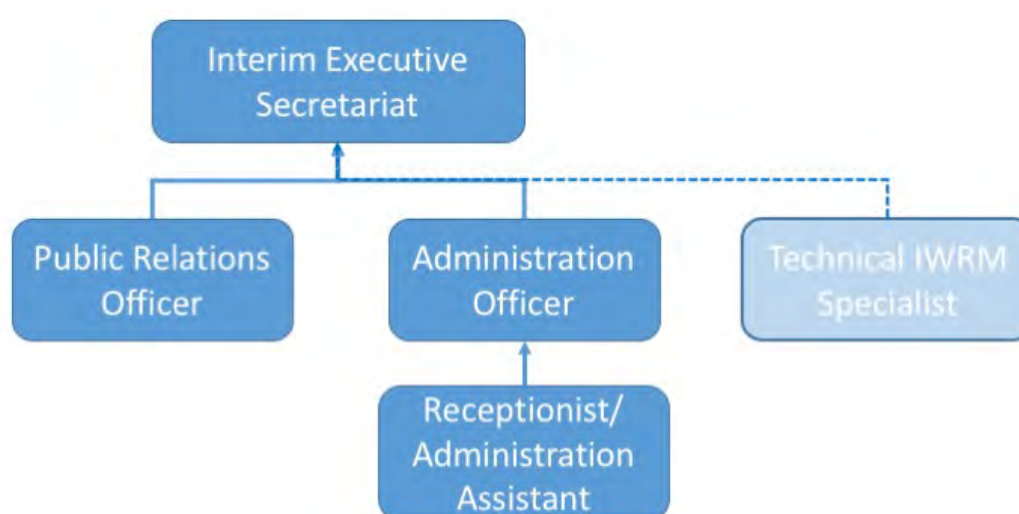 Interim Executive
Secretariat
Public Relations
Officer
Administration
Officer
Technical IWRM
Specialist
Receptionist/
Administration
Assistant